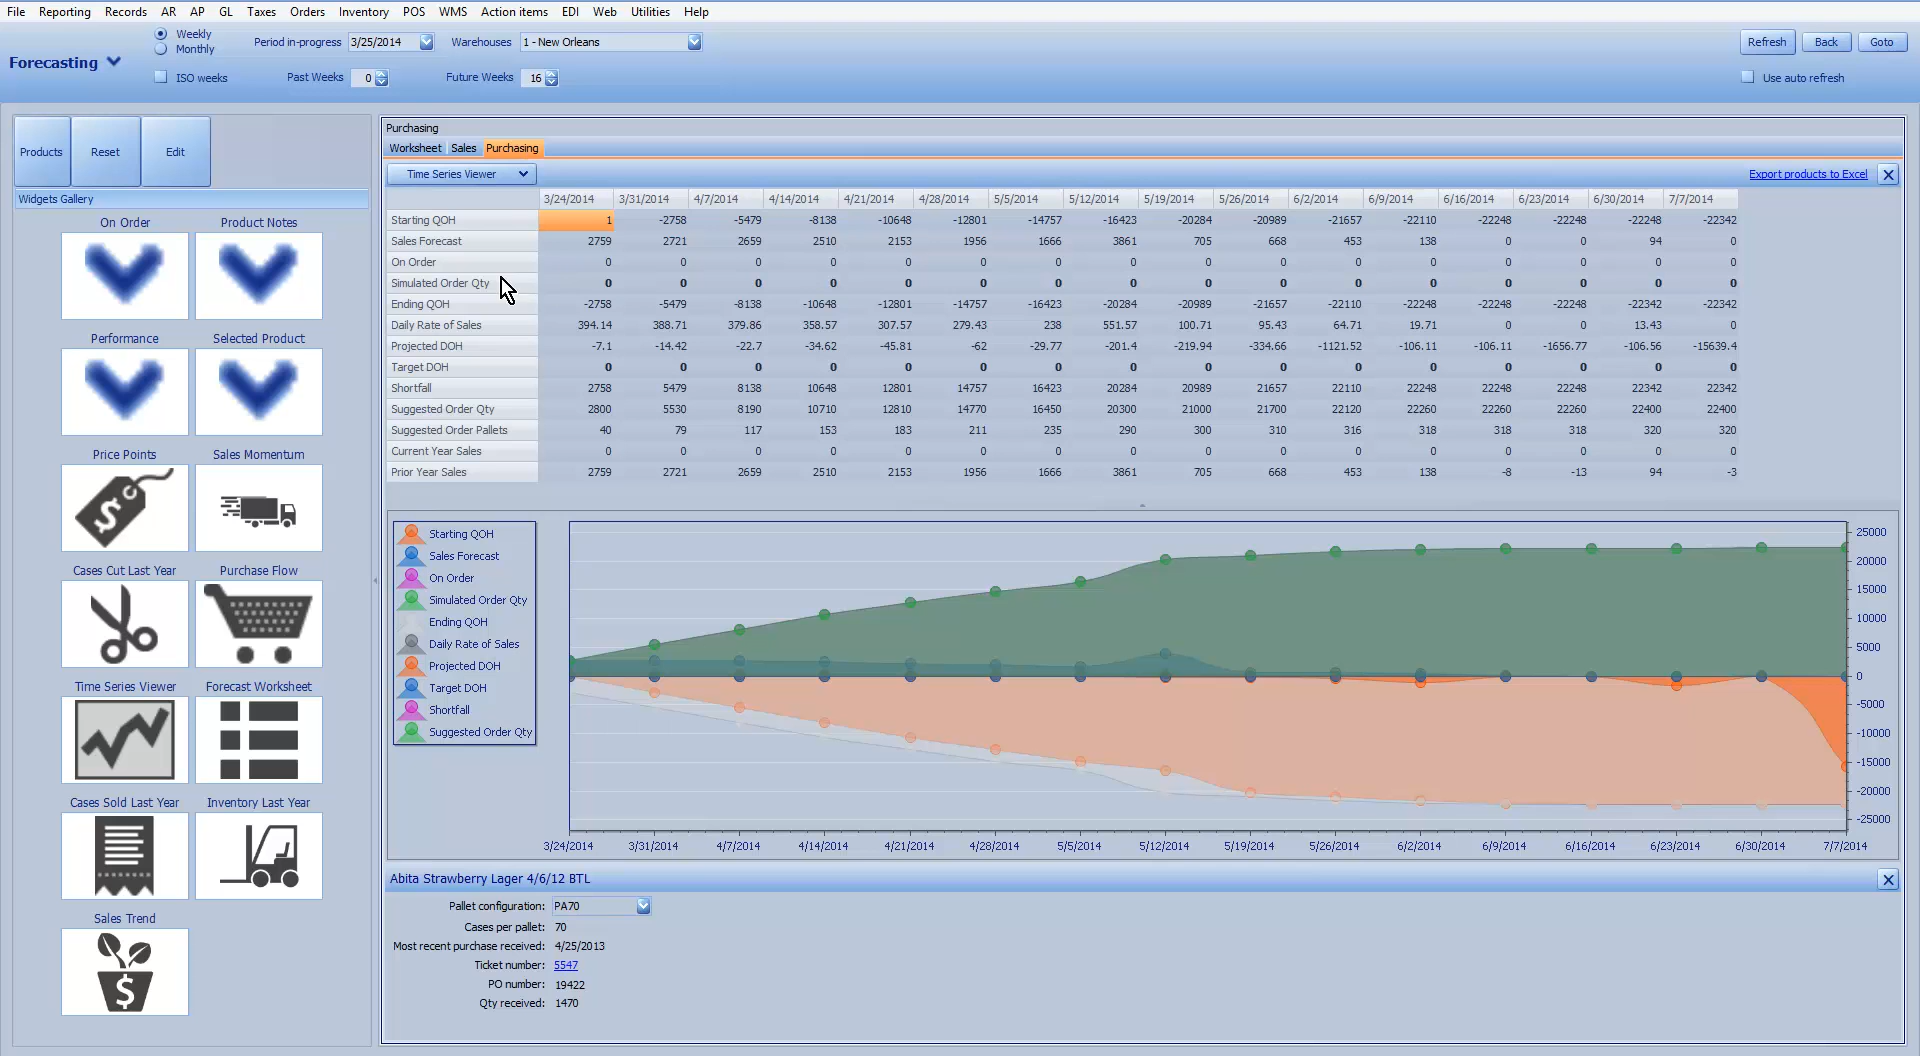 File Reporting Records AR AP GL Taxes Orders Inventory POS WMS Action items EDI Web Utilities Help
Forecasting
Weekly
Monthly
ISO weeks
Period in-progress 3/25/2014 Warehouses 1 - New Orleans
Past Weeks 0 Future Weeks 16
Refresh Back Goto
Use auto refresh
Products Reset Edit
Widgets Gallery
On Order Product Notes
Performance Selected Product
Price Points Sales Momentum
Cases Cut Last Year Purchase Flow
Time Series Viewer Forecast Worksheet
Cases Sold Last Year Inventory Last Year
Sales Trend
Purchasing
Worksheet Sales Purchasing
Time Series Viewer Export products to Excel
3/24/2014 3/31/2014 4/7/2014 4/14/2014 4/21/2014 4/28/2014 5/5/2014 5/12/2014 5/19/2014 5/26/2014 6/2/2014 6/9/2014 6/16/2014 6/23/2014 6/30/2014 7/7/2014
Starting QOH 1 -2758 -5479 -8138 -10648 -12801 -14757 -16423 -20284 -20989 -21657 -22110 -22248 -22248 -22248 -22342
Sales Forecast 2759 2721 2659 2510 2153 1956 1666 3861 705 668 453 138 0 0 94 0
On Order 0 0 0 0 0 0 0 0 0 0 0 0 0 0 0 0
Simulated Order Qty 0 0 0 0 0 0 0 0 0 0 0 0 0 0 0 0
Ending QOH -2758 -5479 -8138 -10648 -12801 -14757 -16423 -20284 -20989 -21657 -22110 -22248 -22248 -22248 -22342 -22342
Daily Rate of Sales 394.14 388.71 379.86 358.57 307.57 279.43 238 551.57 100.71 95.43 64.71 19.71 0 0 13.43 0
Projected DOH -7.1 -14.42 -22.7 -34.62 -45.81 -62 -29.77 -201.4 -219.94 -334.66 -1121.52 -106.11 -106.11 -1656.77 -106.56 -15639.4
Target DOH 0 0 0 0 0 0 0 0 0 0 0 0 0 0 0 0
Shortfall 2758 5479 8138 10648 12801 14757 16423 20284 20989 21657 22110 22248 22248 22248 22342 22342
Suggested Order Qty 2800 5530 8190 10710 12810 14770 16450 20300 21000 21700 22120 22260 22260 22260 22400 22400
Suggested Order Pallets 40 79 117 153 183 211 235 290 300 310 316 318 318 318 320 320
Current Year Sales 0 0 0 0 0 0 0 0 0 0 0 0 0 0 0 0
Prior Year Sales 2759 2721 2659 2510 2153 1956 1666 3861 705 668 453 138 -8 -13 94 -3
Starting QOH
Sales Forecast
On Order
Simulated Order Qty
Ending QOH
Daily Rate of Sales
Projected DOH
Target DOH
Shortfall
Suggested Order Qty
25000
20000
15000
10000
5000
0
-5000
-10000
-15000
-20000
-25000
3/24/2014 3/31/2014 4/7/2014 4/14/2014 4/21/2014 4/28/2014 5/5/2014 5/12/2014 5/19/2014 5/26/2014 6/2/2014 6/9/2014 6/16/2014 6/23/2014 6/30/2014 7/7/2014
Abita Strawberry Lager 4/6/12 BTL
Pallet configuration: PA70
Cases per pallet: 70
Most recent purchase received: 4/25/2013
Ticket number: 5547
PO number: 19422
Qty received: 1470